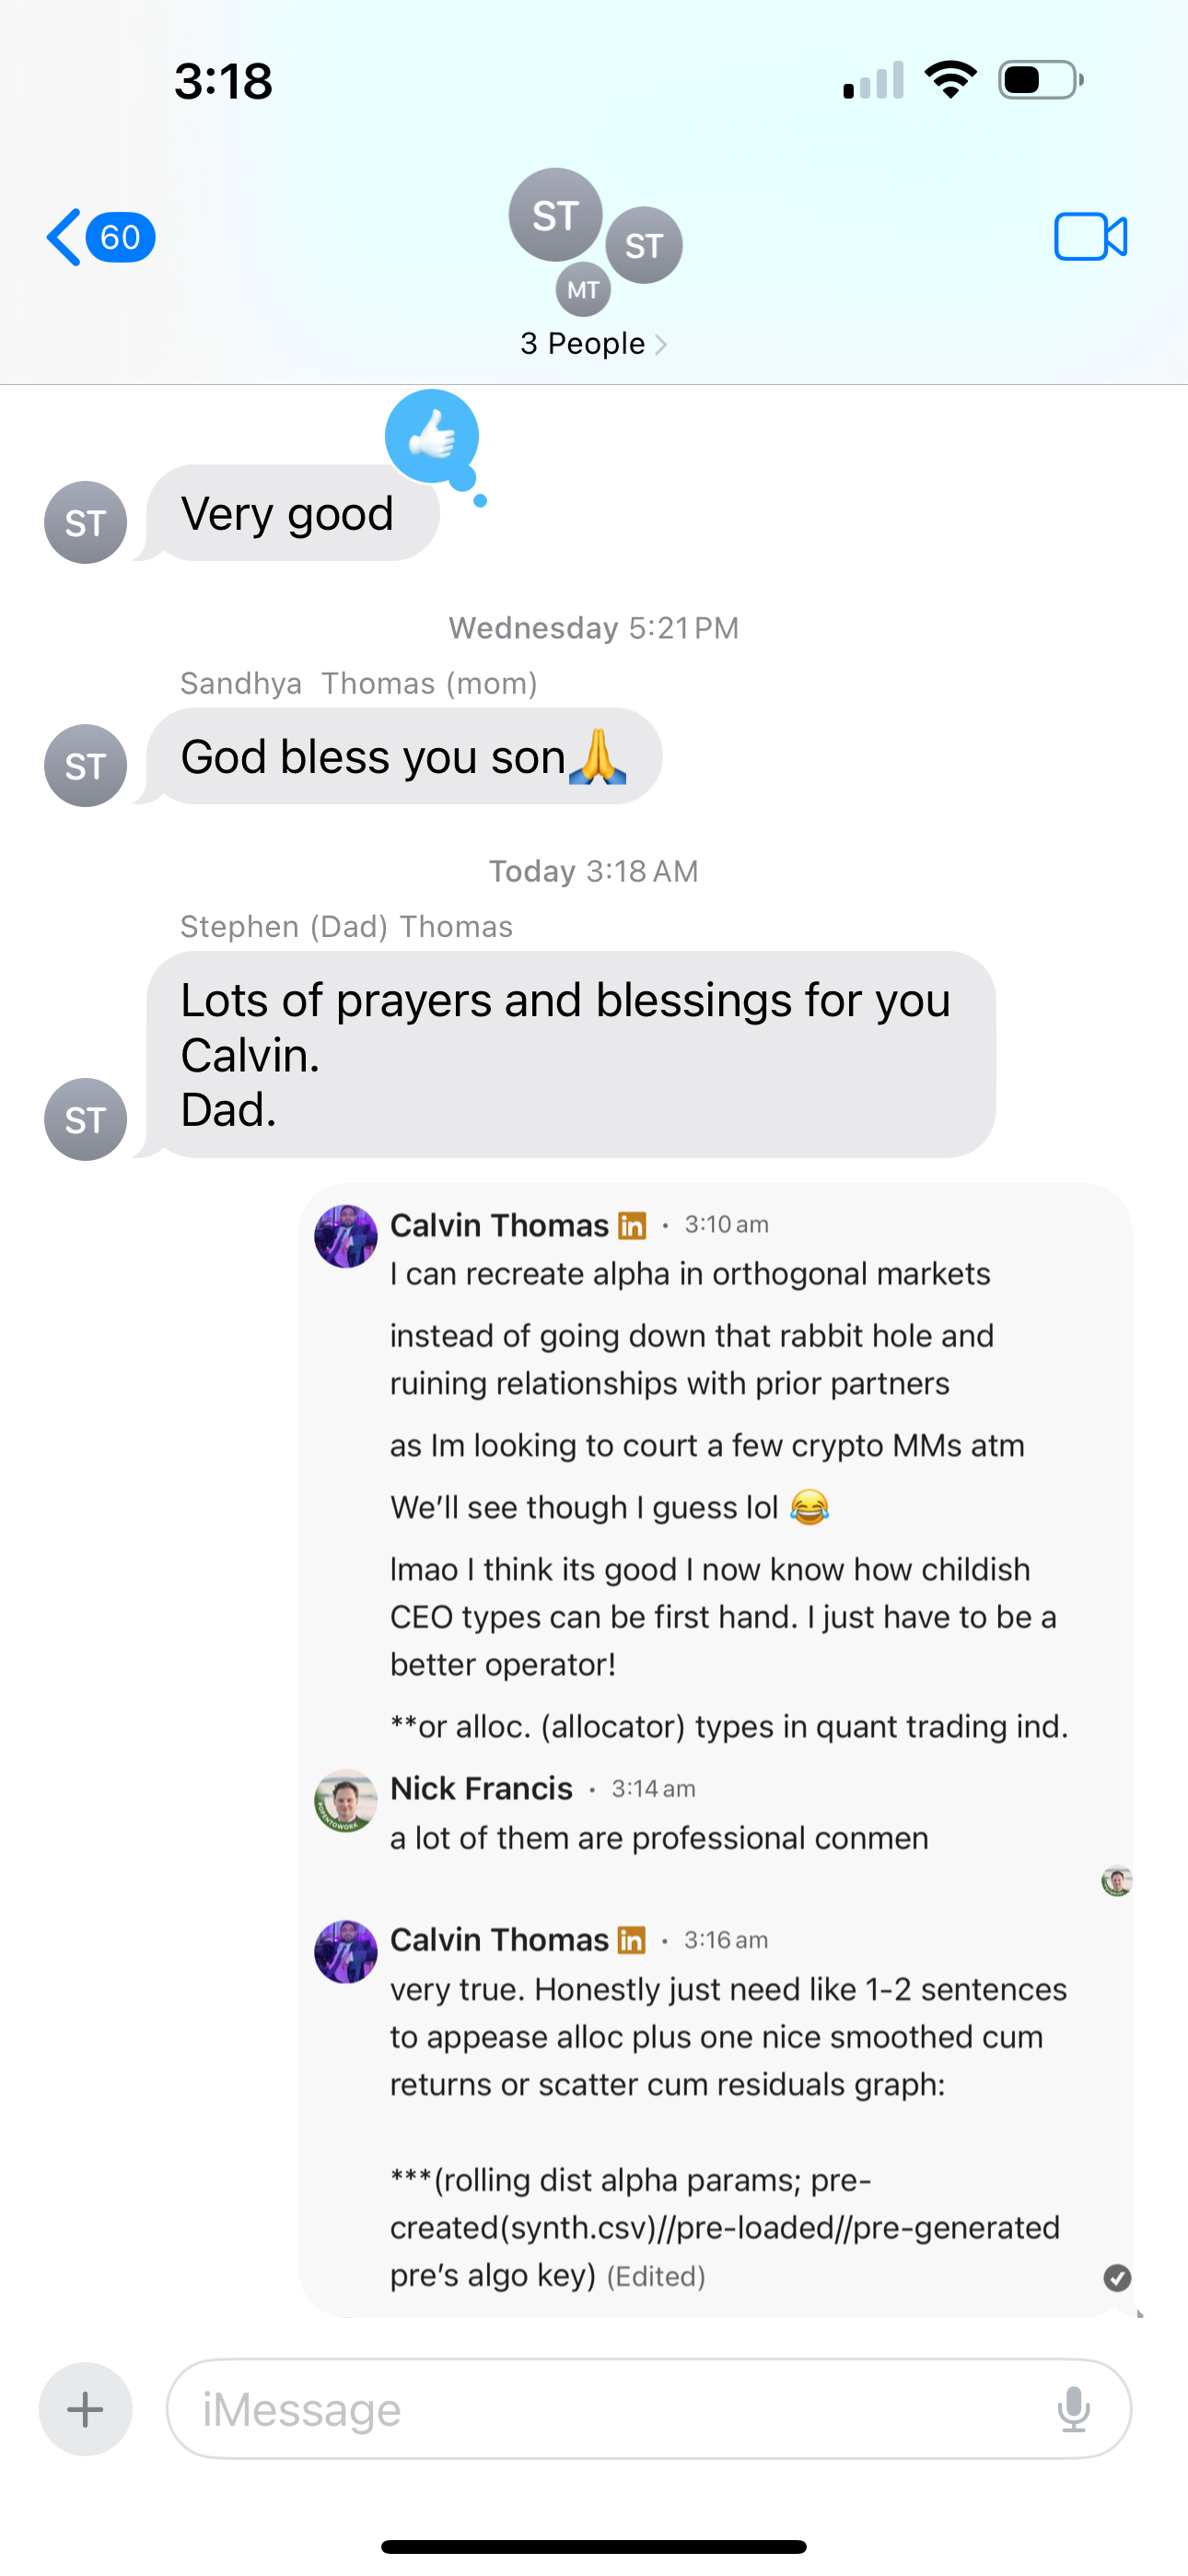 3:18
60
ST
ST
MT
3 People
ST
Very good
Wednesday 5:21 PM
Sandhya Thomas (mom)
ST
God bless you son🙏
Today 3:18 AM
Stephen (Dad) Thomas
Lots of prayers and blessings for you
Calvin.
Dad.
ST
Calvin Thomas in · 3:10 am
I can recreate alpha in orthogonal markets
instead of going down that rabbit hole and
ruining relationships with prior partners
as Im looking to court a few crypto MMs atm
We’ll see though I guess lol 😂
lmao I think its good I now know how childish
CEO types can be first hand. I just have to be a
better operator!
**or alloc. (allocator) types in quant trading ind.
Nick Francis · 3:14 am
#OPENTOWORK
a lot of them are professional conmen
Calvin Thomas in · 3:16 am
very true. Honestly just need like 1-2 sentences
to appease alloc plus one nice smoothed cum
returns or scatter cum residuals graph:
***(rolling dist alpha params; pre-
created(synth.csv)//pre-loaded//pre-generated
pre’s algo key) (Edited)
iMessage